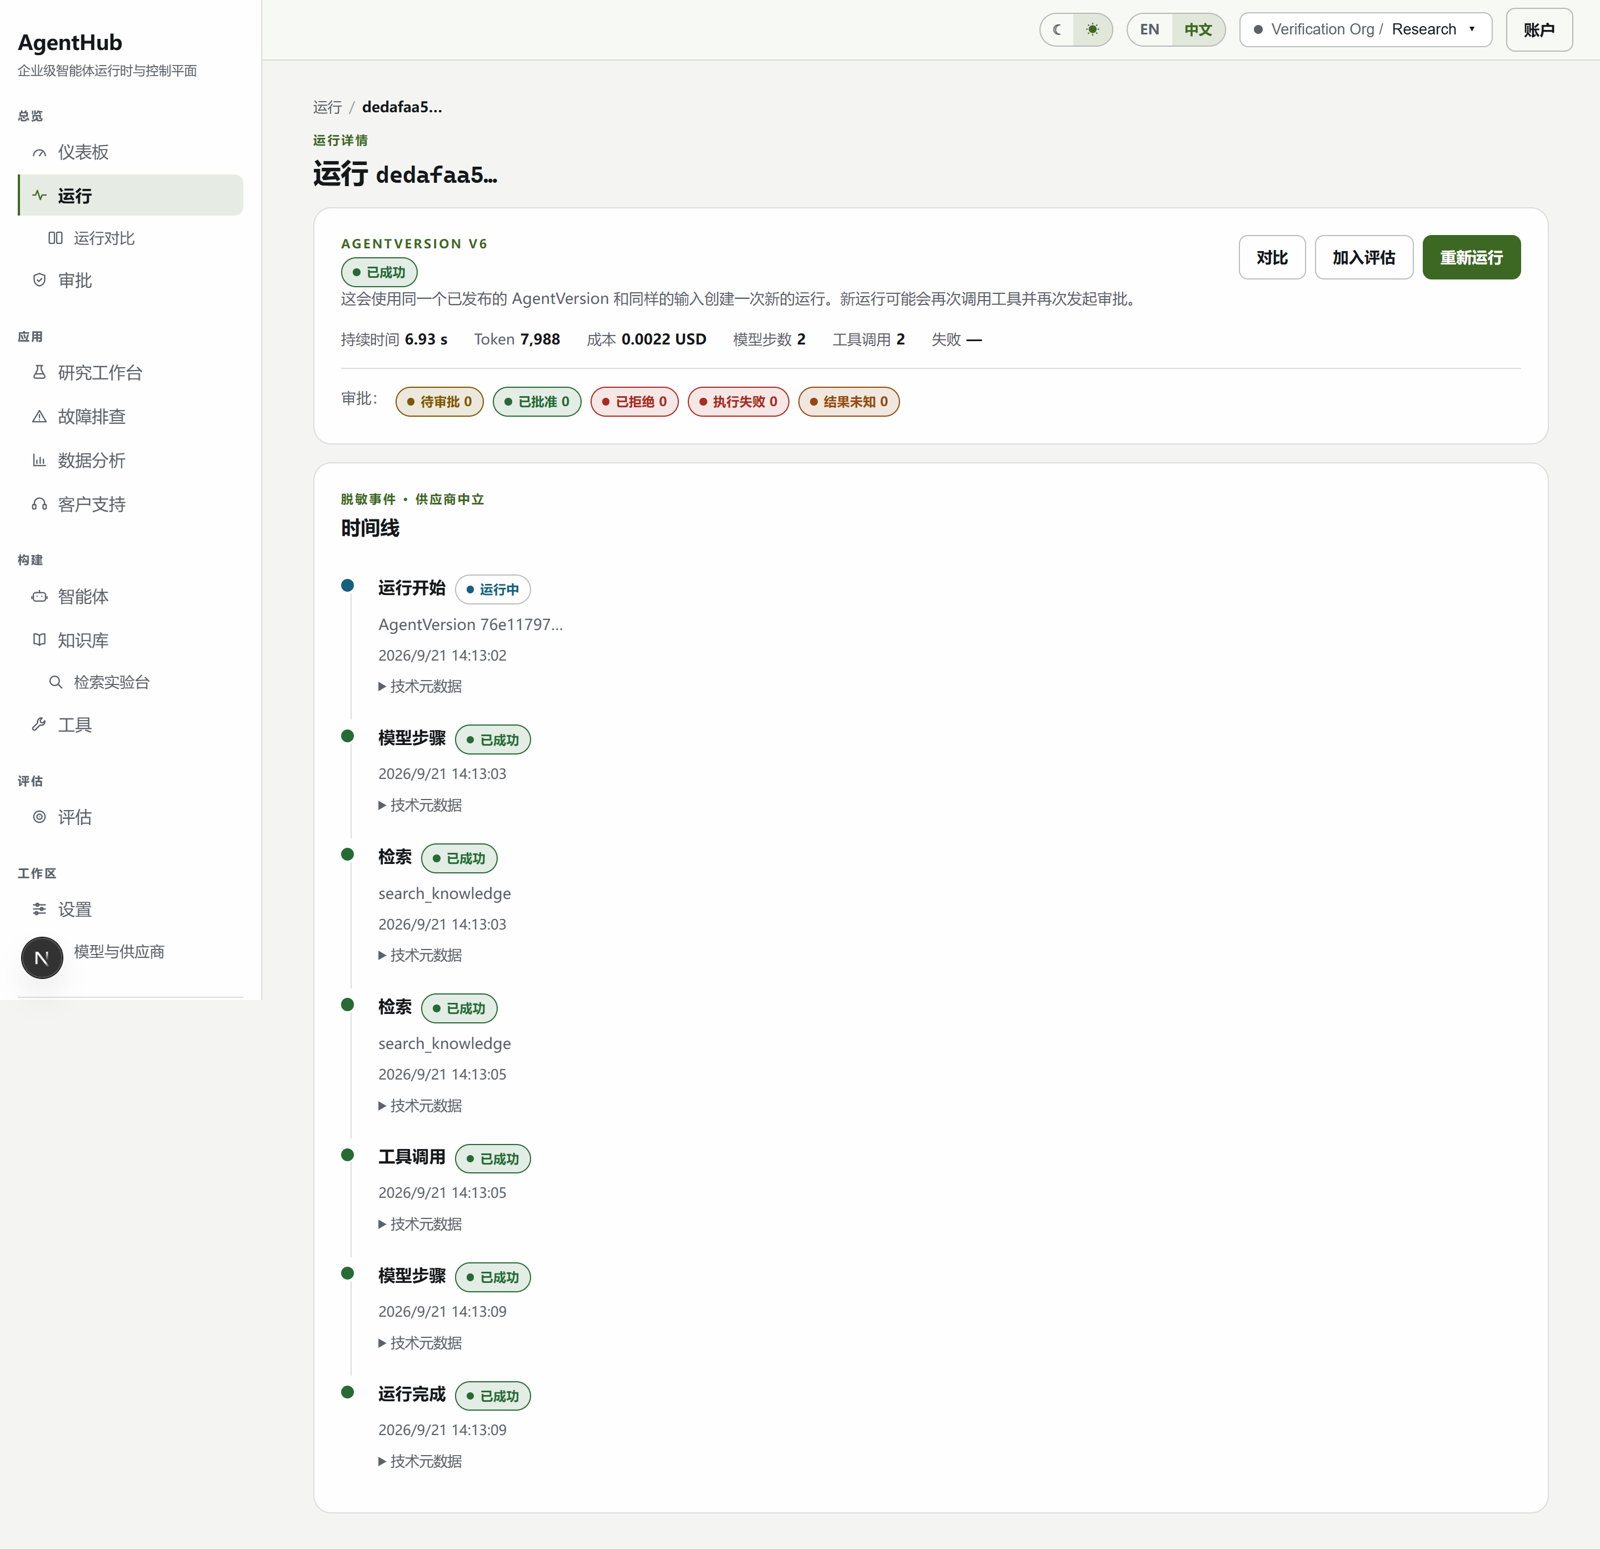 AgentHub
企业级智能体运行时与控制平面
总览
仪表板
运行
运行对比
审批
应用
研究工作台
故障排查
数据分析
客户支持
构建
智能体
知识库
检索实验台
工具
评估
评估
工作区
设置
N 模型与供应商
EN 中文 Verification Org / Research 账户
运行 / dedafaa5…
运行详情
运行 dedafaa5…
AGENTVERSION V6
已成功
对比 加入评估 重新运行
这会使用同一个已发布的 AgentVersion 和同样的输入创建一次新的运行。新运行可能会再次调用工具并再次发起审批。
持续时间 6.93 s Token 7,988 成本 0.0022 USD 模型步数 2 工具调用 2 失败 —
审批： 待审批 0 已批准 0 已拒绝 0 执行失败 0 结果未知 0
脱敏事件 · 供应商中立
时间线
运行开始 运行中
AgentVersion 76e11797…
2026/9/21 14:13:02
技术元数据
模型步骤 已成功
2026/9/21 14:13:03
技术元数据
检索 已成功
search_knowledge
2026/9/21 14:13:03
技术元数据
检索 已成功
search_knowledge
2026/9/21 14:13:05
技术元数据
工具调用 已成功
2026/9/21 14:13:05
技术元数据
模型步骤 已成功
2026/9/21 14:13:09
技术元数据
运行完成 已成功
2026/9/21 14:13:09
技术元数据